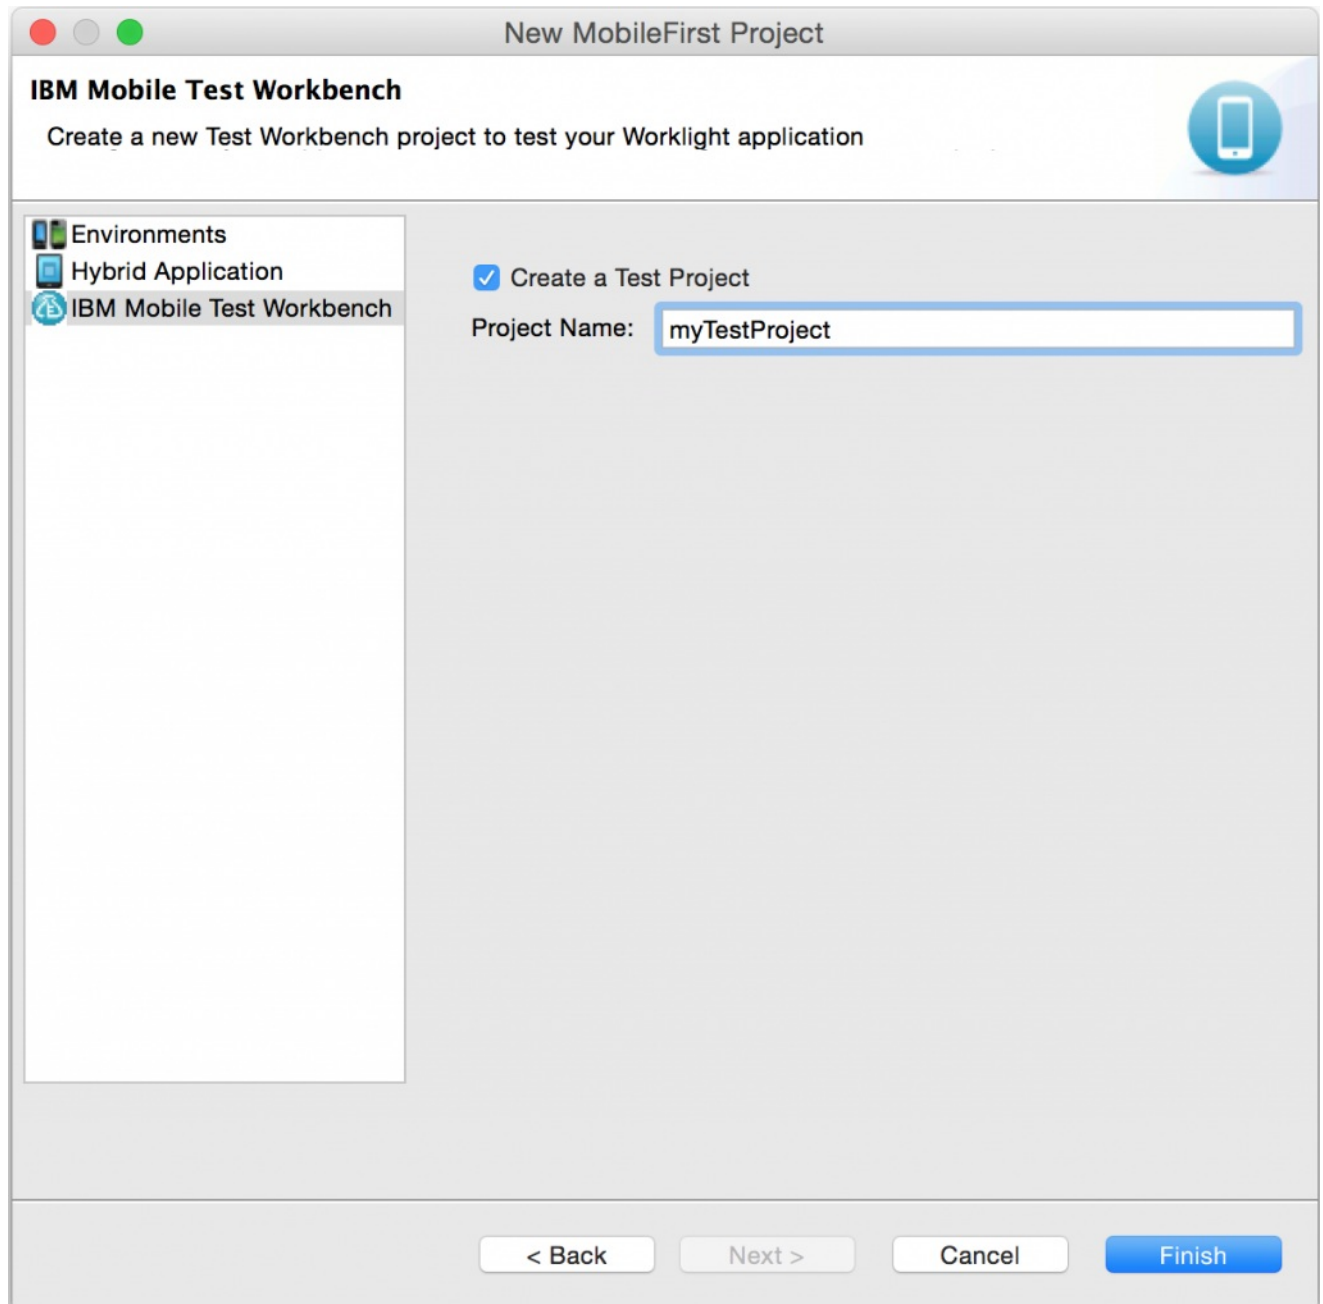 New MobileFirst Project
IBM Mobile Test Workbench
Create a new Test Workbench project to test your Worklight application
Environments
Hybrid Application
IBM Mobile Test Workbench
Create a Test Project
Project Name: myTestProject
< Back Next > Cancel Finish